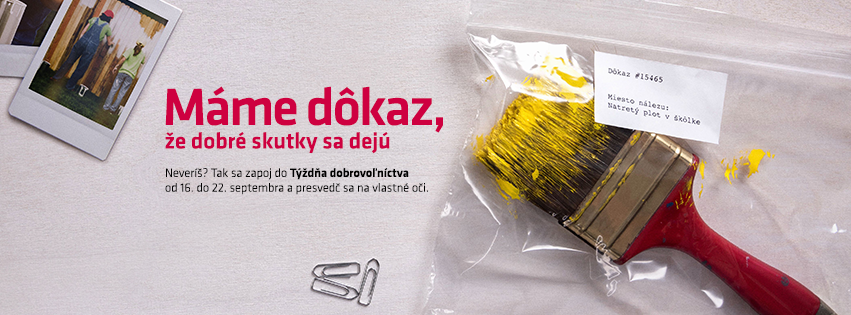 Máme dôkaz,
že dobré skutky sa dejú
Neveríš? Tak sa zapoj do Týždňa dobrovoľníctva
od 16. do 22. septembra a presvedč sa na vlastné oči.
Dôkaz #15465
Miesto nálezu:
Natretý plot v škôlke